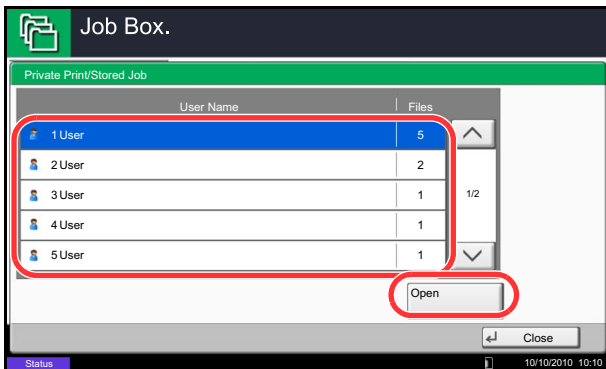 Job Box.
Private Print/Stored Job
User Name Files
1 User 5
2 User 2
3 User 1
1/2
4 User 1
5 User 1
Open
Close
Status 10/10/2010 10:10